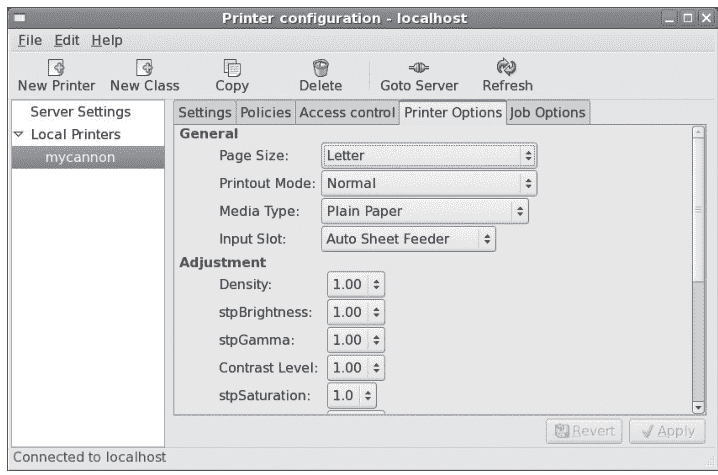 Printer configuration - localhost
File Edit Help
New Printer New Class Copy Delete Goto Server Refresh
Server Settings
Local Printers
mycannon
Settings Policies Access control Printer Options Job Options
General
Page Size: Letter
Printout Mode: Normal
Media Type: Plain Paper
Input Slot: Auto Sheet Feeder
Adjustment
Density: 1.00
stpBrightness: 1.00
stpGamma: 1.00
Contrast Level: 1.00
stpSaturation: 1.0
Revert Apply
Connected to localhost